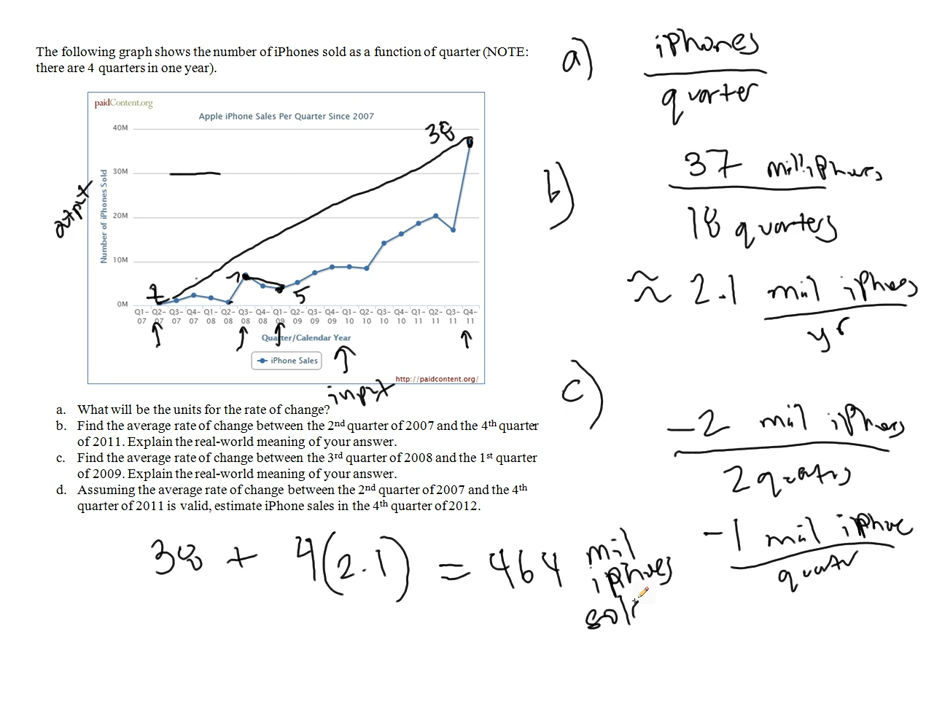 The following graph shows the number of iPhones sold as a function of quarter (NOTE:
there are 4 quarters in one year).
paidContent.org
Apple iPhone Sales Per Quarter Since 2007
40M
30M
20M
10M
0M
Number of iPhones Sold
output
38
7
5
1
Q1- Q2- Q3- Q4- Q1- Q2- Q3- Q4- Q1- Q2- Q3- Q4- Q1- Q2- Q3- Q4- Q1- Q2- Q3- Q4-
07 07 07 07 08 08 08 08 09 09 09 09 10 10 10 10 11 11 11 11
Quarter/Calendar Year
iPhone Sales
http://paidcontent.org/
input
a. What will be the units for the rate of change?
b. Find the average rate of change between the 2nd quarter of 2007 and the 4th quarter
of 2011. Explain the real-world meaning of your answer.
c. Find the average rate of change between the 3rd quarter of 2008 and the 1st quarter
of 2009. Explain the real-world meaning of your answer.
d. Assuming the average rate of change between the 2nd quarter of 2007 and the 4th
quarter of 2011 is valid, estimate iPhone sales in the 4th quarter of 2012.
a) iPhones
quarter
b) 37 mill iPhones
18 quarters
≈ 2.1 mil iPhones
yr
c) -2 mil iPhones
2 quarters
-1 mil iPhone
quarter
38 + 4(2.1) = 464 mil
iphones
sol